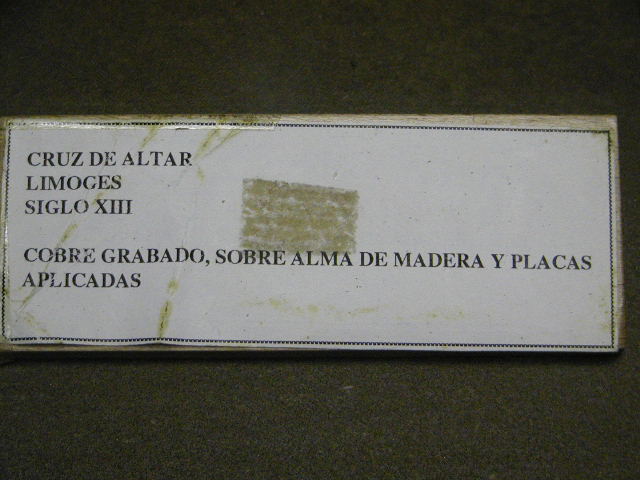 CRUZ DE ALTAR
LIMOGES
SIGLO XIII
COBRE GRABADO, SOBRE ALMA DE MADERA Y PLACAS
APLICADAS